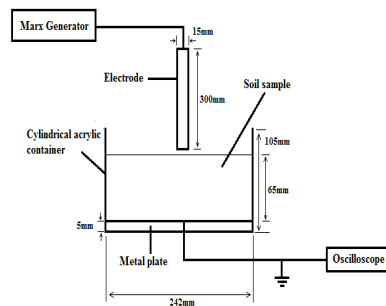 Marx Generator
15mm
Electrode
300mm
Soil sample
Cylindrical acrylic
container
105mm
65mm
5mm
Metal plate
Oscilloscope
242mm